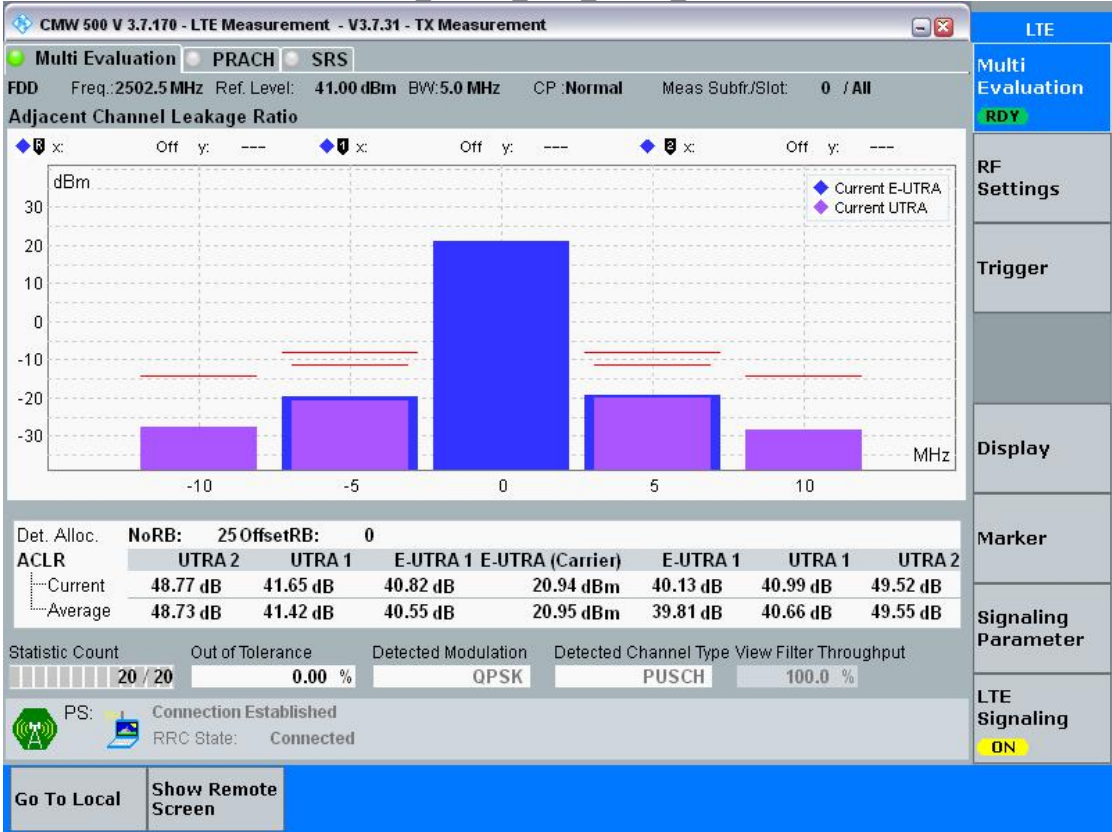 CMW 500 V 3.7.170 - LTE Measurement - V3.7.31 - TX Measurement
LTE
Multi Evaluation PRACH SRS
Multi
Evaluation
RDY
FDD Freq.:2502.5 MHz Ref. Level: 41.00 dBm BW:5.0 MHz CP :Normal Meas Subfr./Slot: 0 / All
Adjacent Channel Leakage Ratio
R x: Off y: --- 1 x: Off y: --- 2 x: Off y: ---
dBm
Current E-UTRA
Current UTRA
30
20
10
0
-10
-20
-30
MHz
-10 -5 0 5 10
RF
Settings
Trigger
Display
Marker
Signaling
Parameter
LTE
Signaling
ON
Det. Alloc. NoRB: 25 OffsetRB: 0
ACLR UTRA 2 UTRA 1 E-UTRA 1 E-UTRA (Carrier) E-UTRA 1 UTRA 1 UTRA 2
Current 48.77 dB 41.65 dB 40.82 dB 20.94 dBm 40.13 dB 40.99 dB 49.52 dB
Average 48.73 dB 41.42 dB 40.55 dB 20.95 dBm 39.81 dB 40.66 dB 49.55 dB
Statistic Count Out of Tolerance Detected Modulation Detected Channel Type View Filter Throughput
20 / 20 0.00 % QPSK PUSCH 100.0 %
PS: Connection Established
RRC State: Connected
Go To Local
Show Remote
Screen